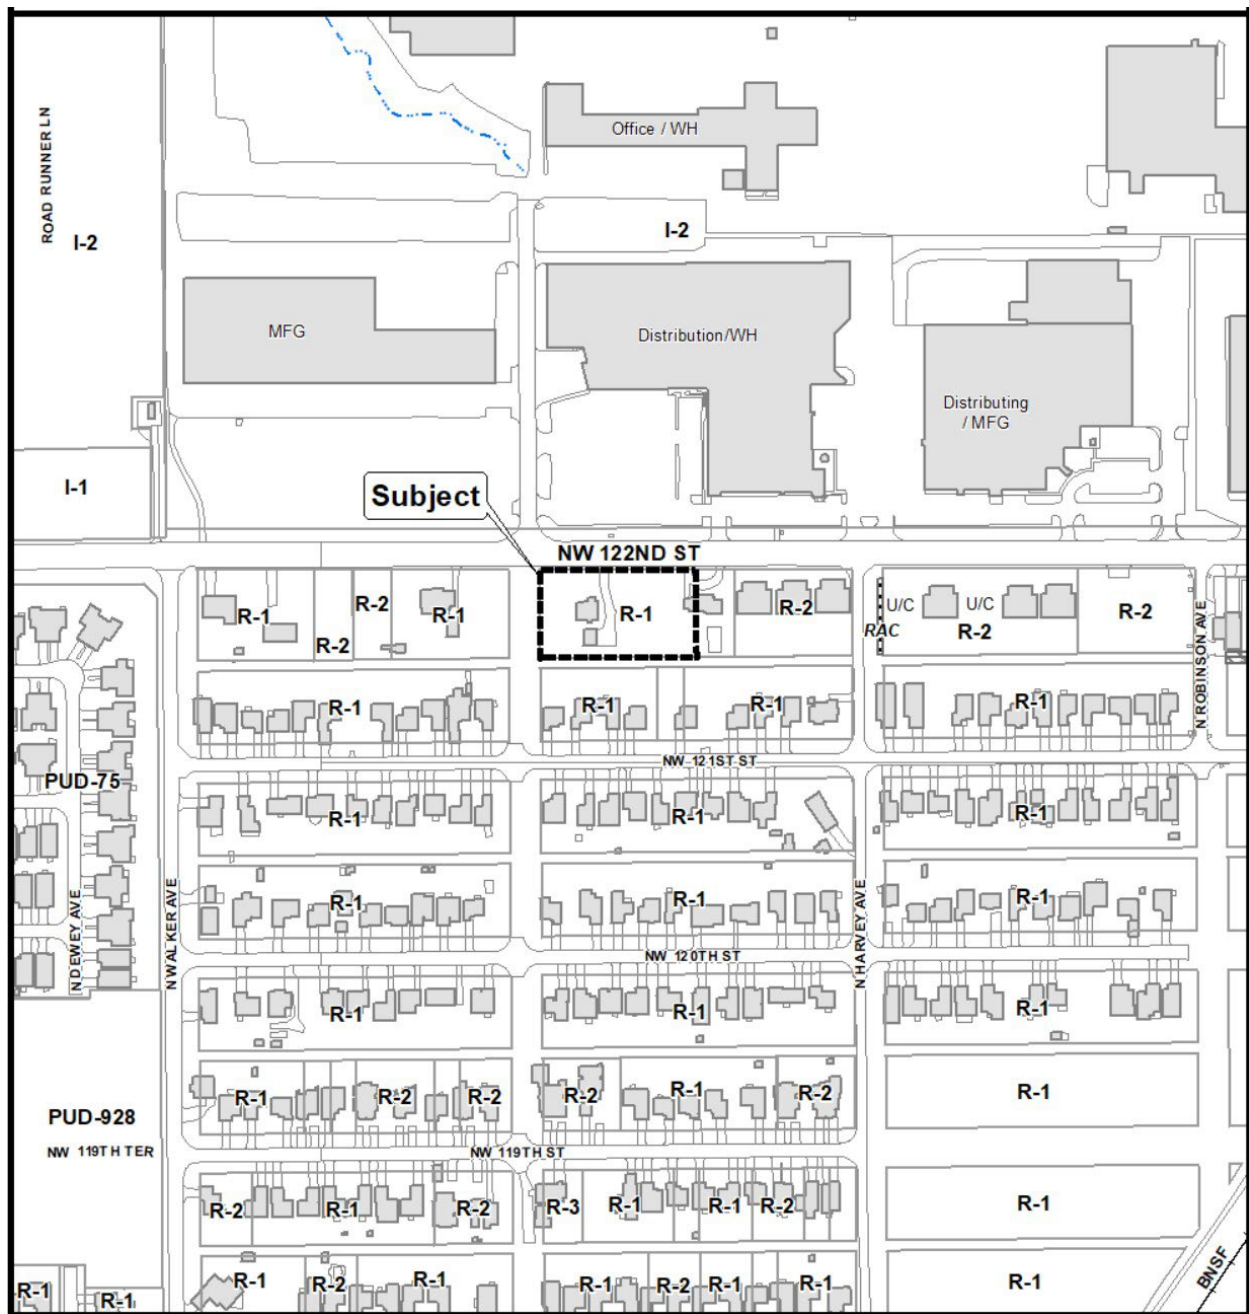 Office / WH
ROAD RUNNER LN
I-2
I-2
MFG
Distribution/WH
Distributing
/ MFG
I-1
Subject
NW 122ND ST
R-1
R-2
R-2
R-1
R-1
R-2
U/C
RAC
U/C
R-2
R-2
N ROBINSON AVE
R-1
R-1
R-1
R-1
NW 121ST ST
PUD-75
R-1
R-1
R-1
N DEWEY AVE
N WALKER AVE
R-1
R-1
R-1
N HARVEY AVE
NW 120TH ST
R-1
R-1
R-1
R-1
R-2
R-2
R-2
R-1
R-2
R-1
PUD-928
NW 119TH TER
NW 119TH ST
R-2
R-1
R-2
R-3
R-1
R-1
R-2
R-1
R-1
R-1
R-1
R-2
R-1
R-1
R-2
R-1
R-1
R-1
BNSF